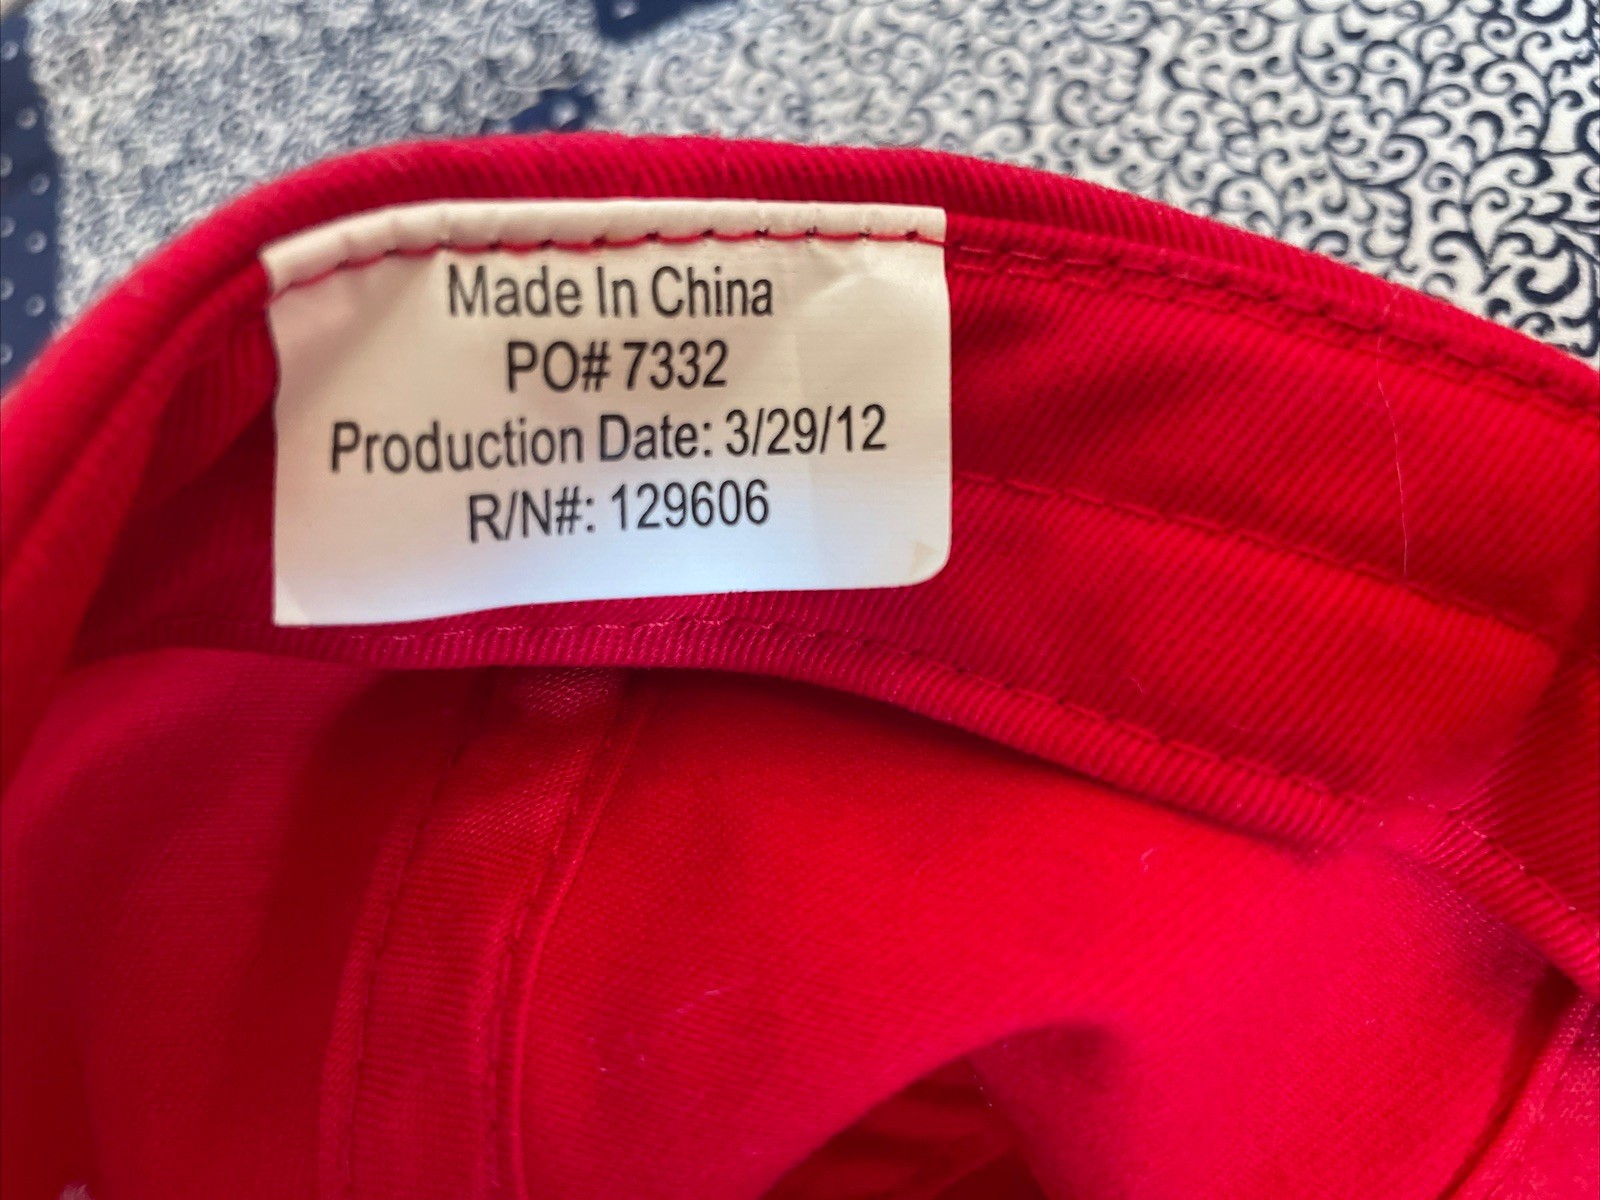 Made In China
PO# 7332
Production Date: 3/29/12
R/N#: 129606